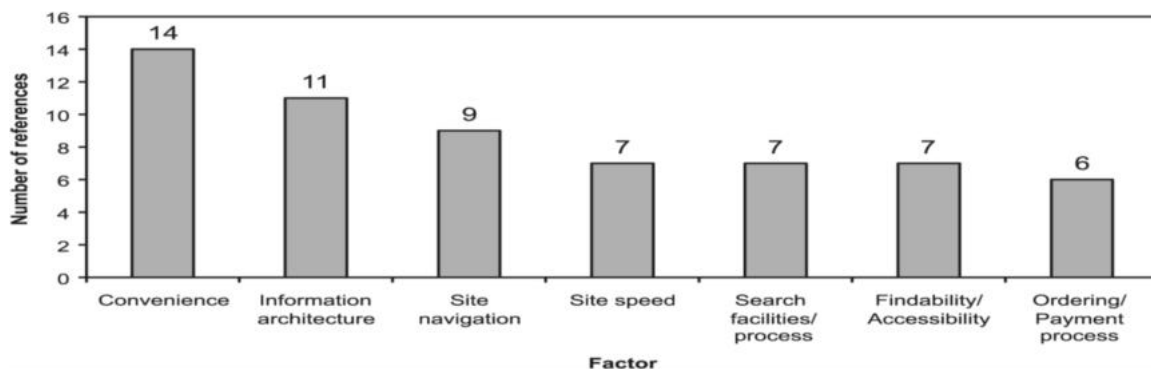 Number of references
16
14
12
10
8
6
4
2
0
14
11
9
7
7
7
6
Convenience
Information
architecture
Site
navigation
Site speed
Search
facilities/
process
Findability/
Accessibility
Ordering/
Payment
process
Factor